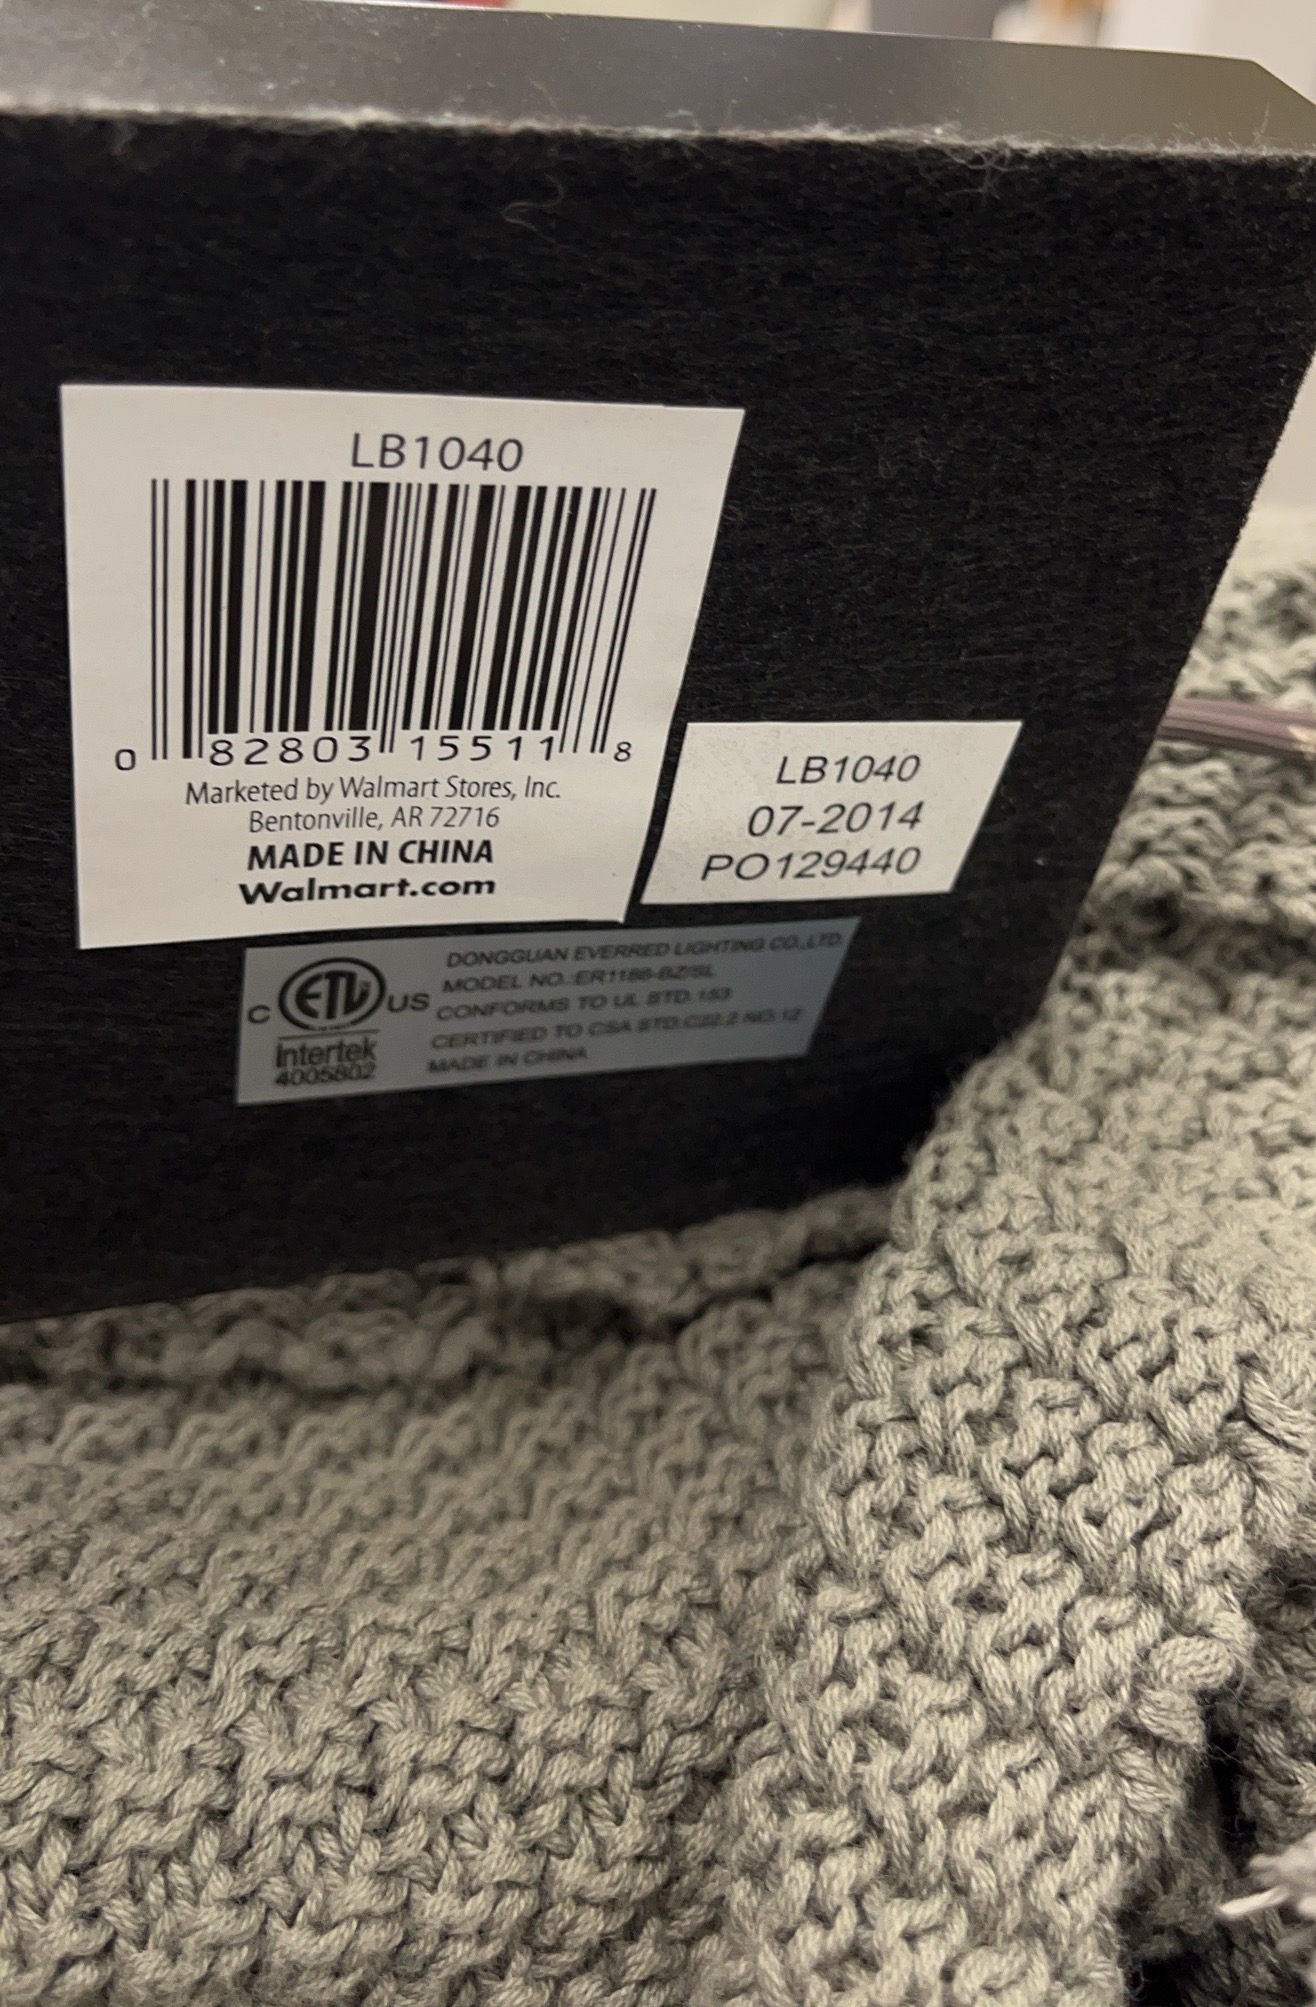 LB1040
0 82803 15511 8
Marketed by Walmart Stores, Inc.
Bentonville, AR 72716
MADE IN CHINA
Walmart.com
LB1040
07-2014
PO129440
C ETL US
Intertek
4005802
DONGGUAN EVERRED LIGHTING CO.,LTD.
MODEL NO.:ER1186-BZ/SL
CONFORMS TO UL STD.153
CERTIFIED TO CSA STD.C22.2 NO.12
MADE IN CHINA